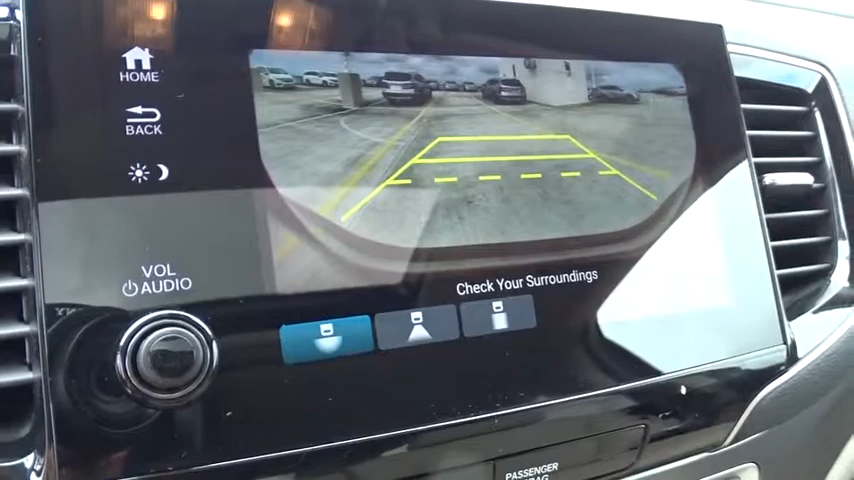 HOME
BACK
VOL
AUDIO
Check Your Surroundings
PASSENGER